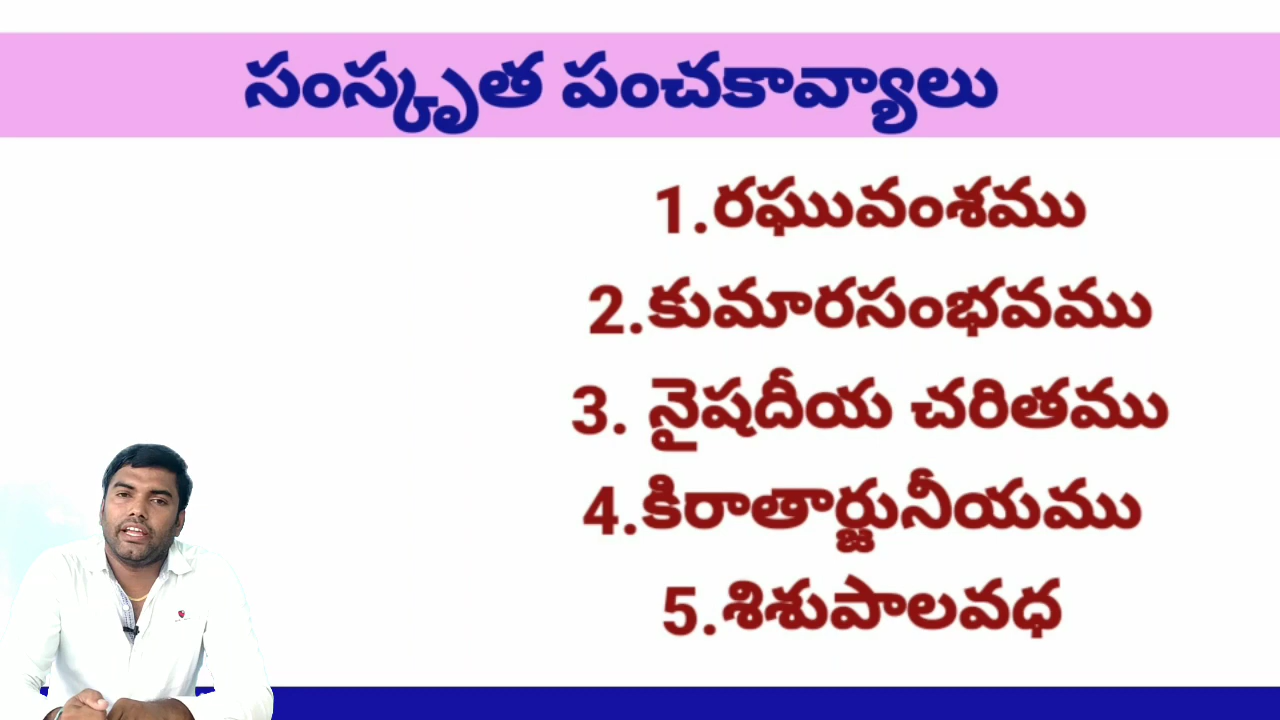 సంస్కృత పంచకావ్యాలు
1.రఘువంశము
2.కుమారసంభవము
3. నైషదీయ చరితము
4.కిరాతార్జునీయము
5.శిశుపాలవధ